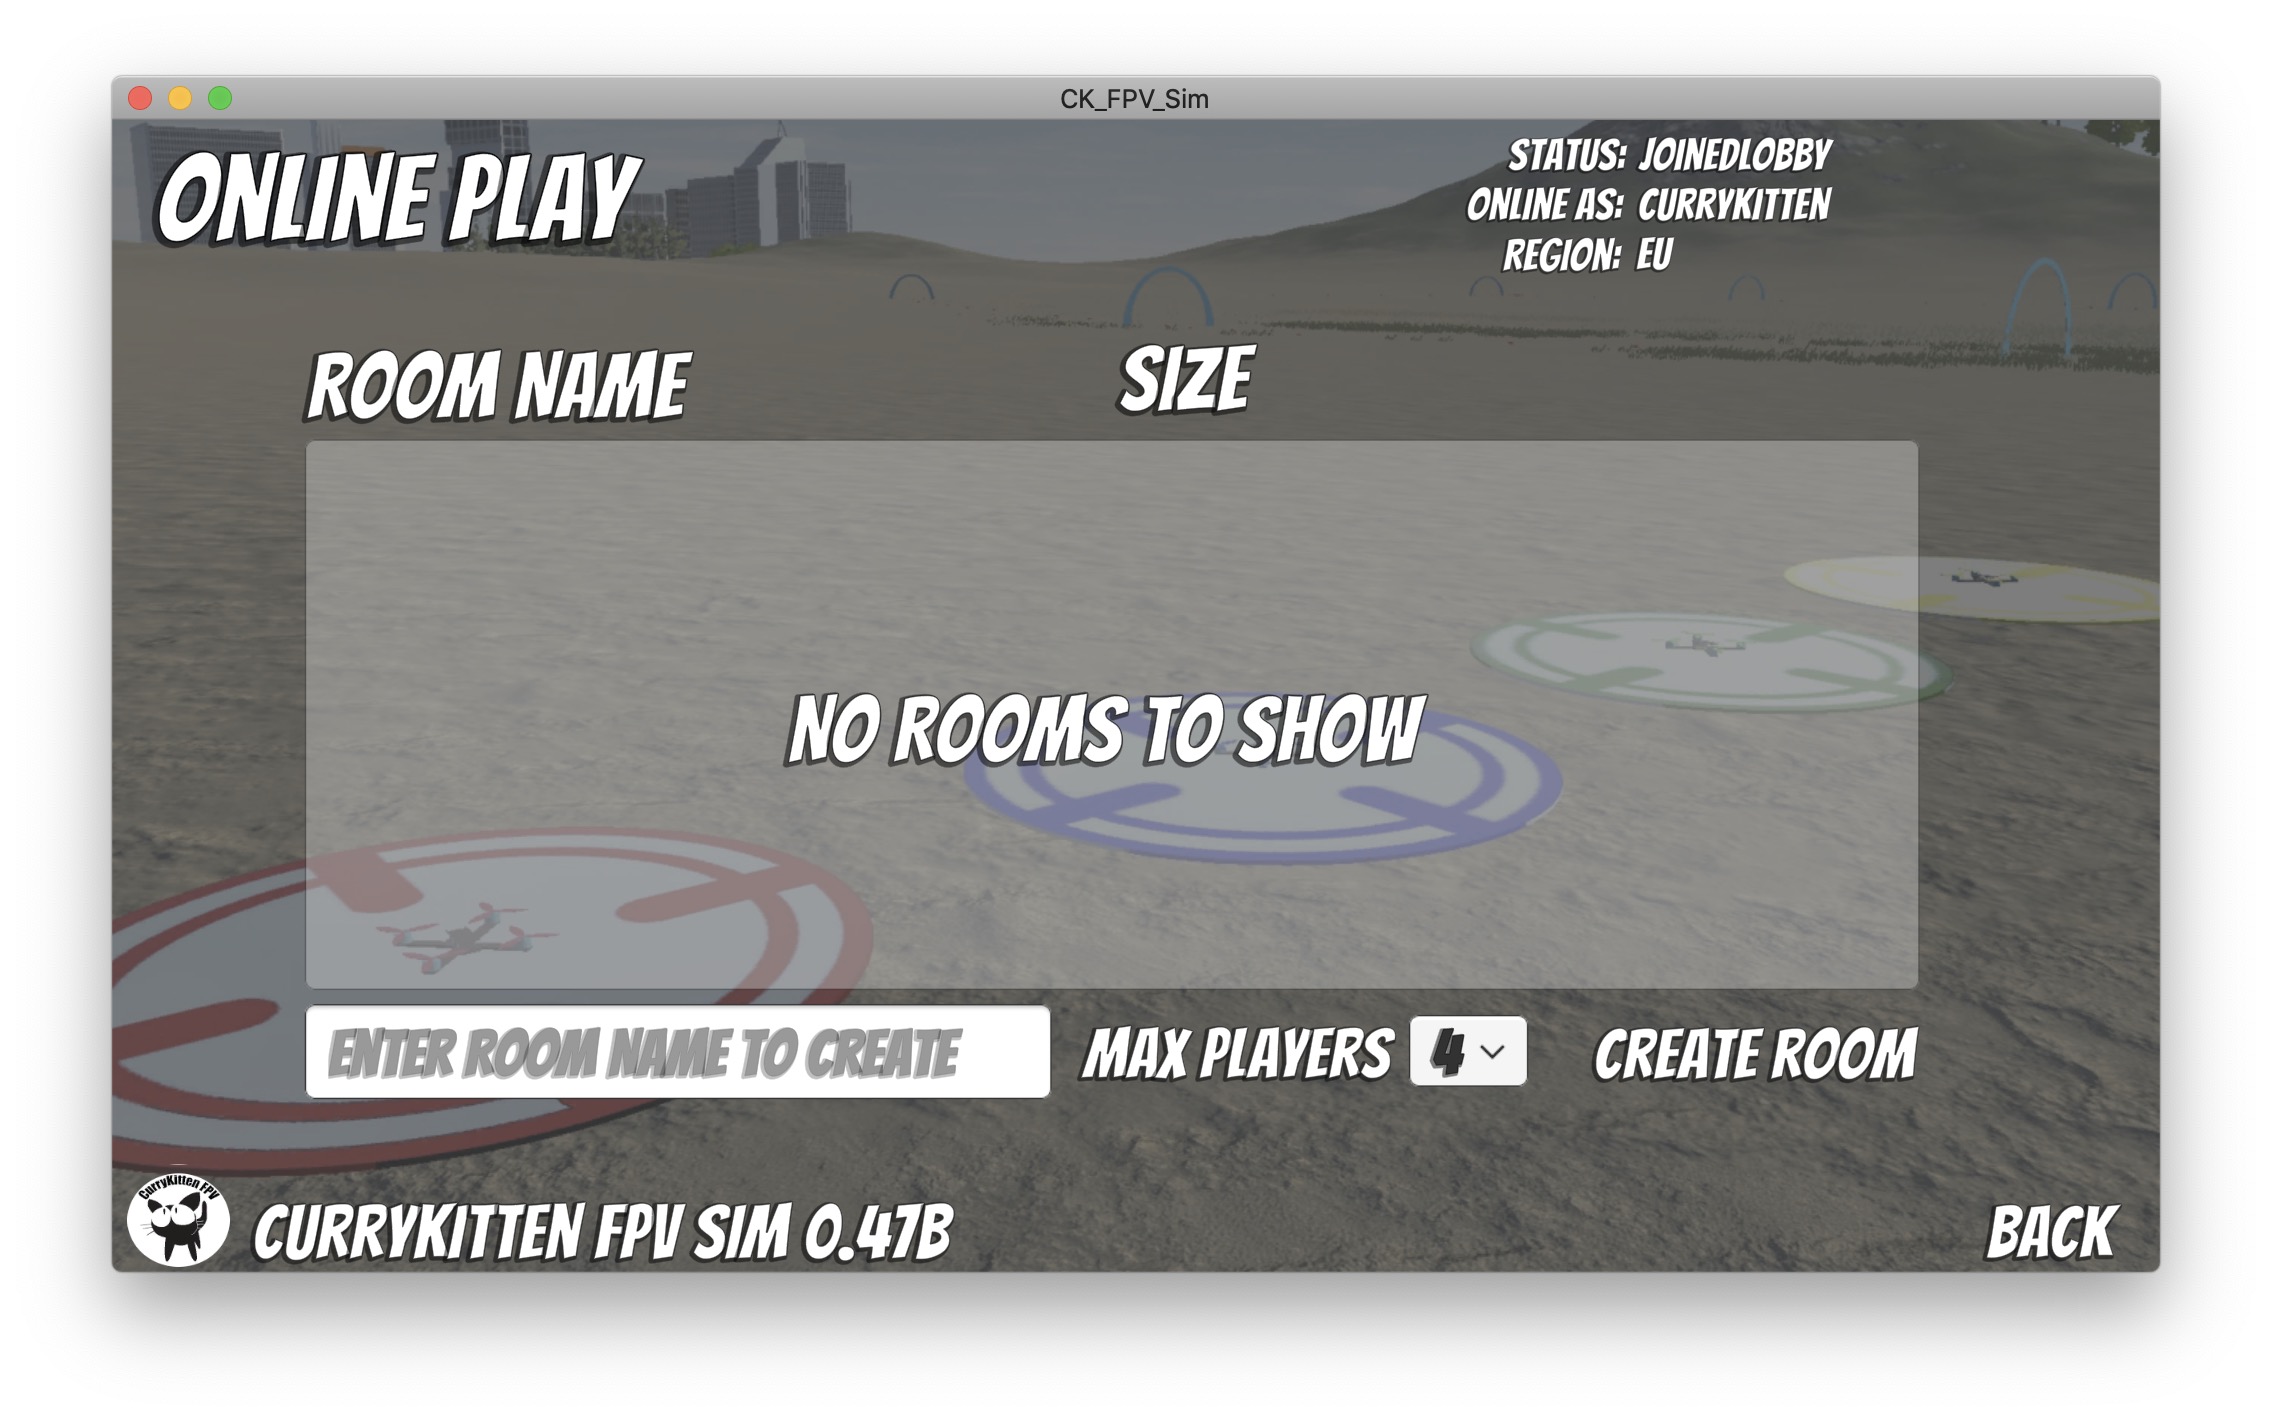 CK_FPV_Sim
ONLINE PLAY
STATUS: JOINEDLOBBY
ONLINE AS: CURRYKITTEN
REGION: EU
ROOM NAME SIZE
NO ROOMS TO SHOW
ENTER ROOM NAME TO CREATE MAX PLAYERS 4 CREATE ROOM
CurryKitten FPV
CURRYKITTEN FPV SIM 0.47B BACK